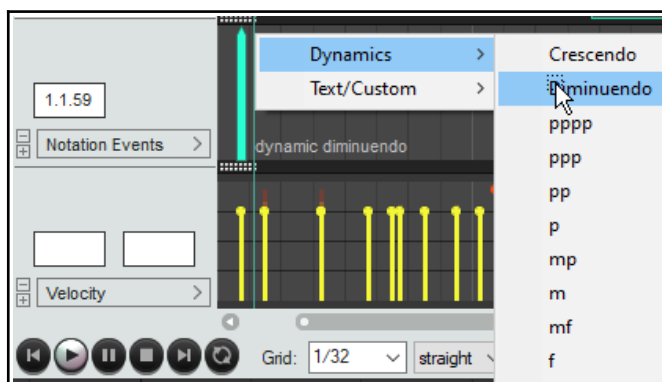 Dynamics >
Text/Custom >
Crescendo
Diminuendo
pppp
ppp
pp
p
mp
m
mf
f
1.1.59
Notation Events >
dynamic diminuendo
Velocity >
Grid: 1/32 straight